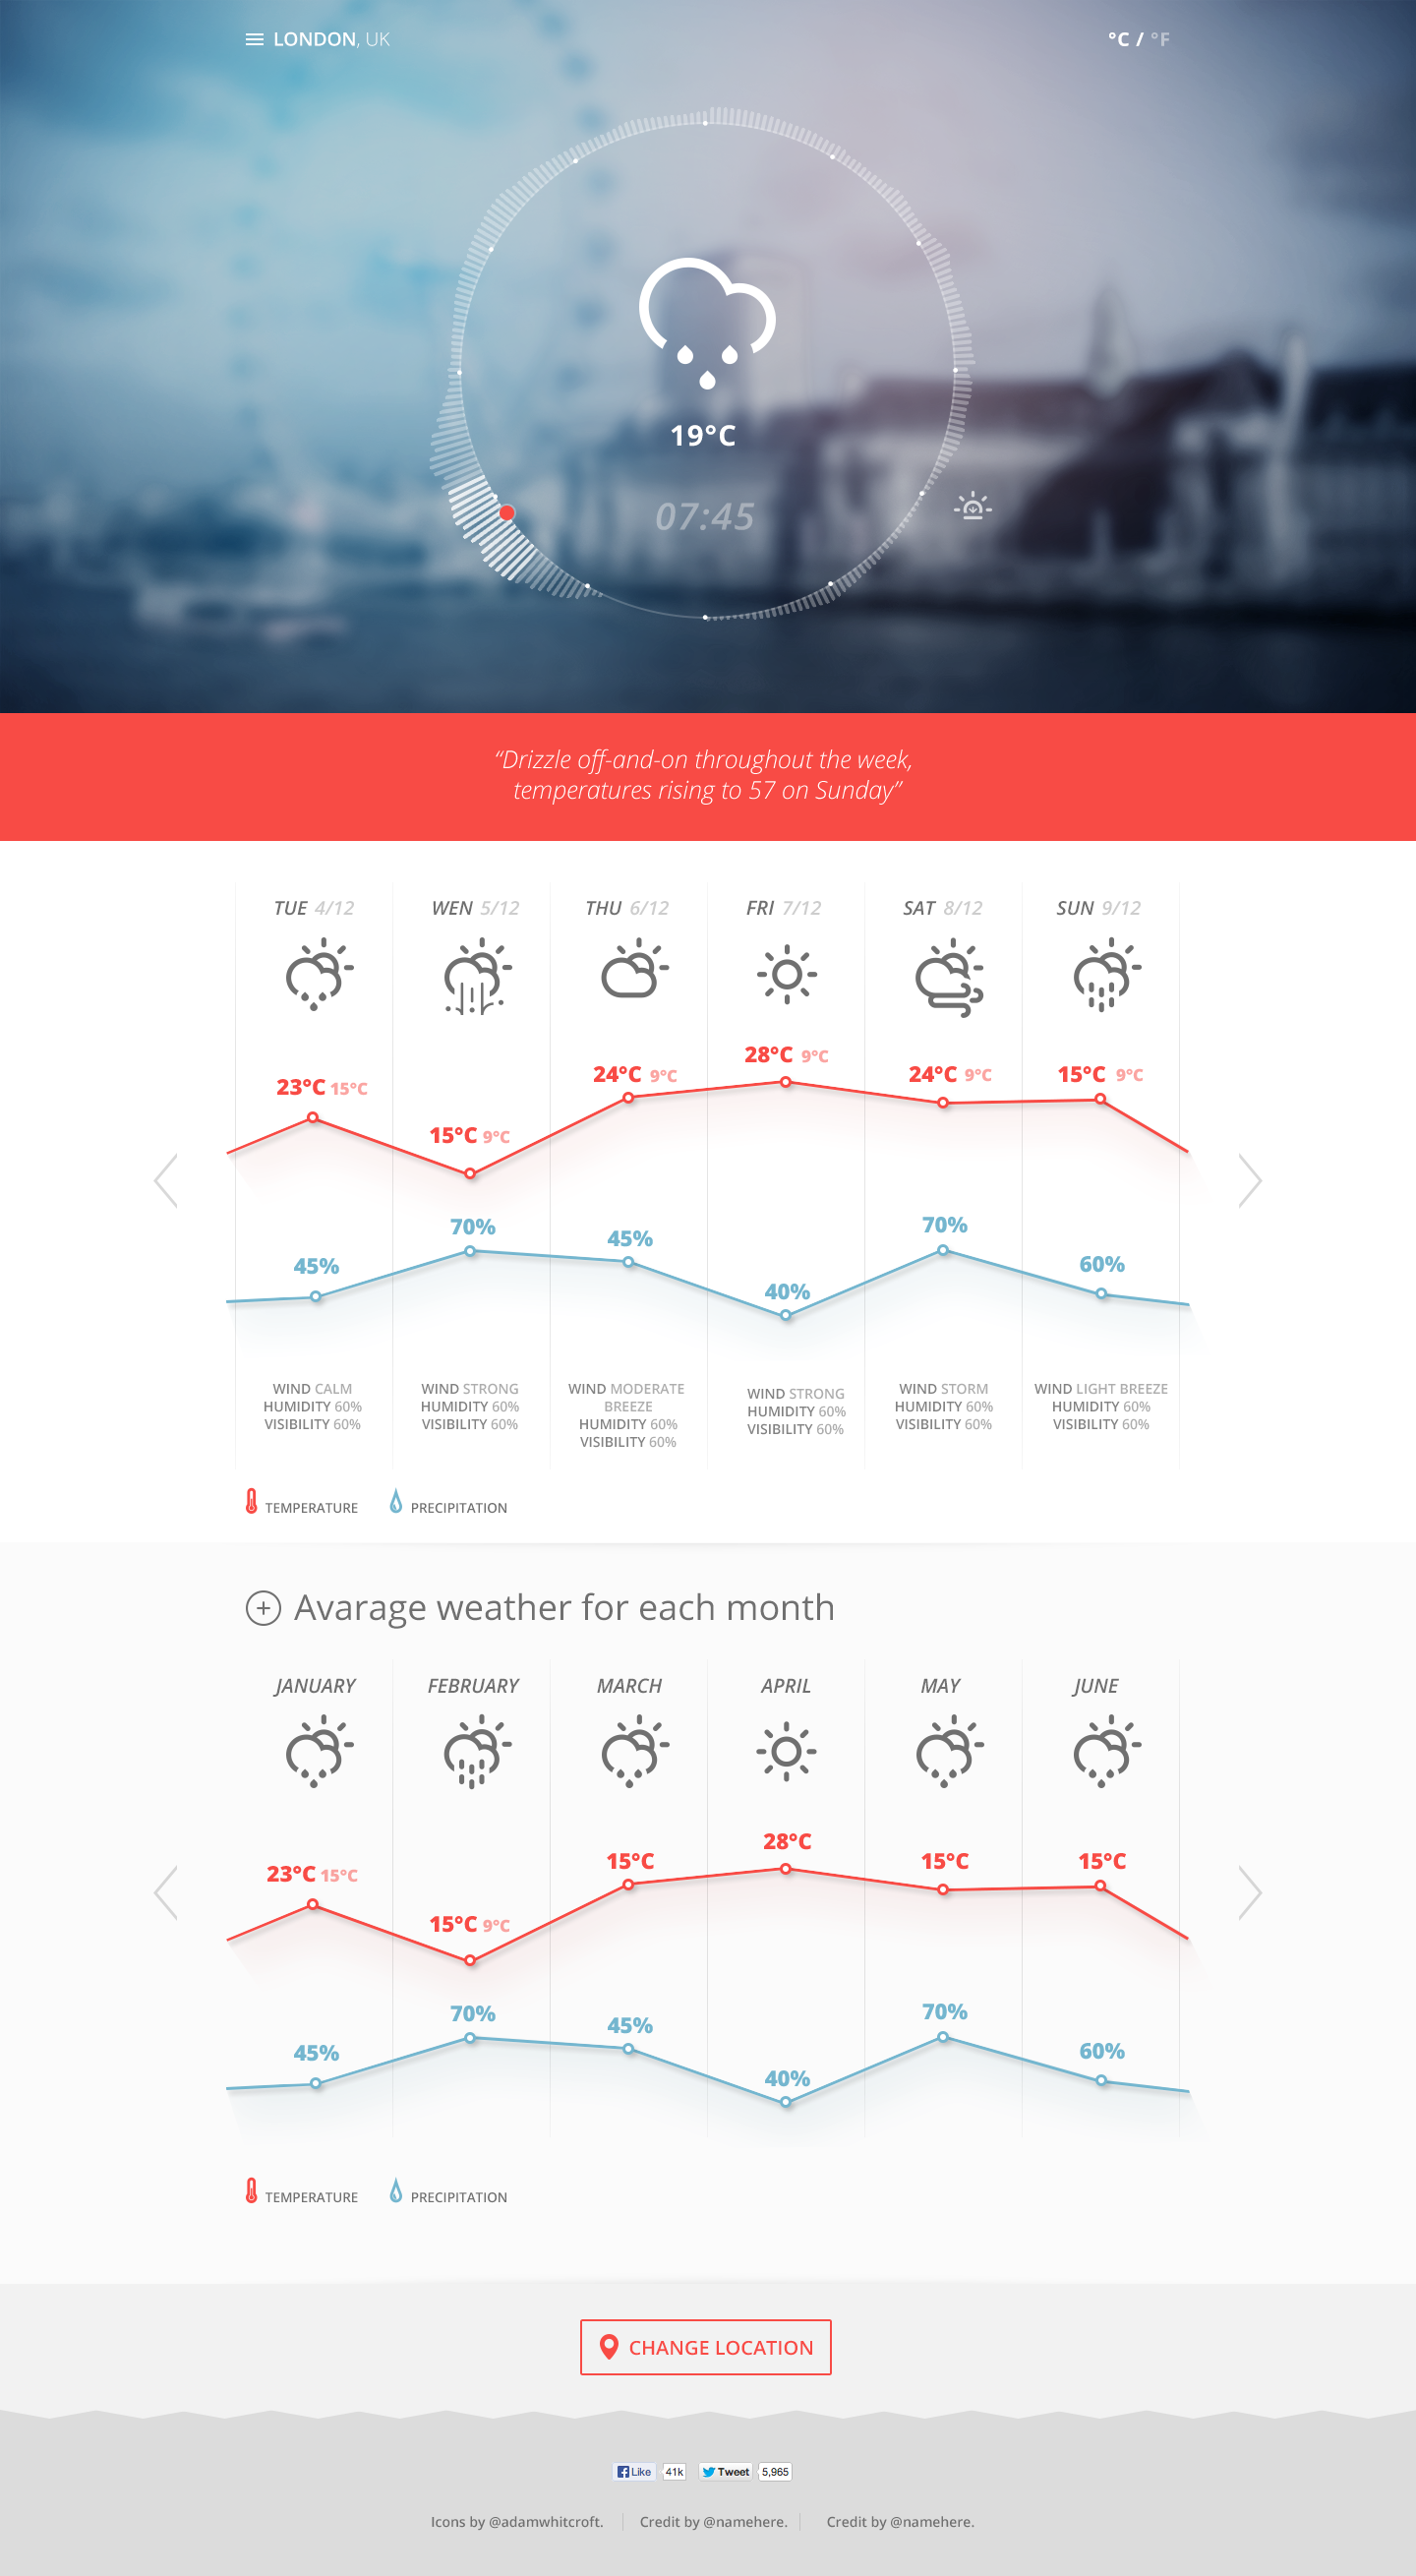 LONDON, UK
°C / °F
19°C
07:45
“Drizzle off-and-on throughout the week,
temperatures rising to 57 on Sunday”
TUE 4/12
WEN 5/12
THU 6/12
FRI 7/12
SAT 8/12
SUN 9/12
23°C 15°C
15°C 9°C
24°C 9°C
28°C 9°C
24°C 9°C
15°C 9°C
45%
70%
45%
40%
70%
60%
WIND CALM
HUMIDITY 60%
VISIBILITY 60%
WIND STRONG
HUMIDITY 60%
VISIBILITY 60%
WIND MODERATE
BREEZE
HUMIDITY 60%
VISIBILITY 60%
WIND STRONG
HUMIDITY 60%
VISIBILITY 60%
WIND STORM
HUMIDITY 60%
VISIBILITY 60%
WIND LIGHT BREEZE
HUMIDITY 60%
VISIBILITY 60%
TEMPERATURE
PRECIPITATION
Avarage weather for each month
JANUARY
FEBRUARY
MARCH
APRIL
MAY
JUNE
23°C 15°C
15°C 9°C
15°C
28°C
15°C
15°C
45%
70%
45%
40%
70%
60%
TEMPERATURE
PRECIPITATION
CHANGE LOCATION
Like
41k
Tweet
5,965
Icons by @adamwhitcroft.
Credit by @namehere.
Credit by @namehere.